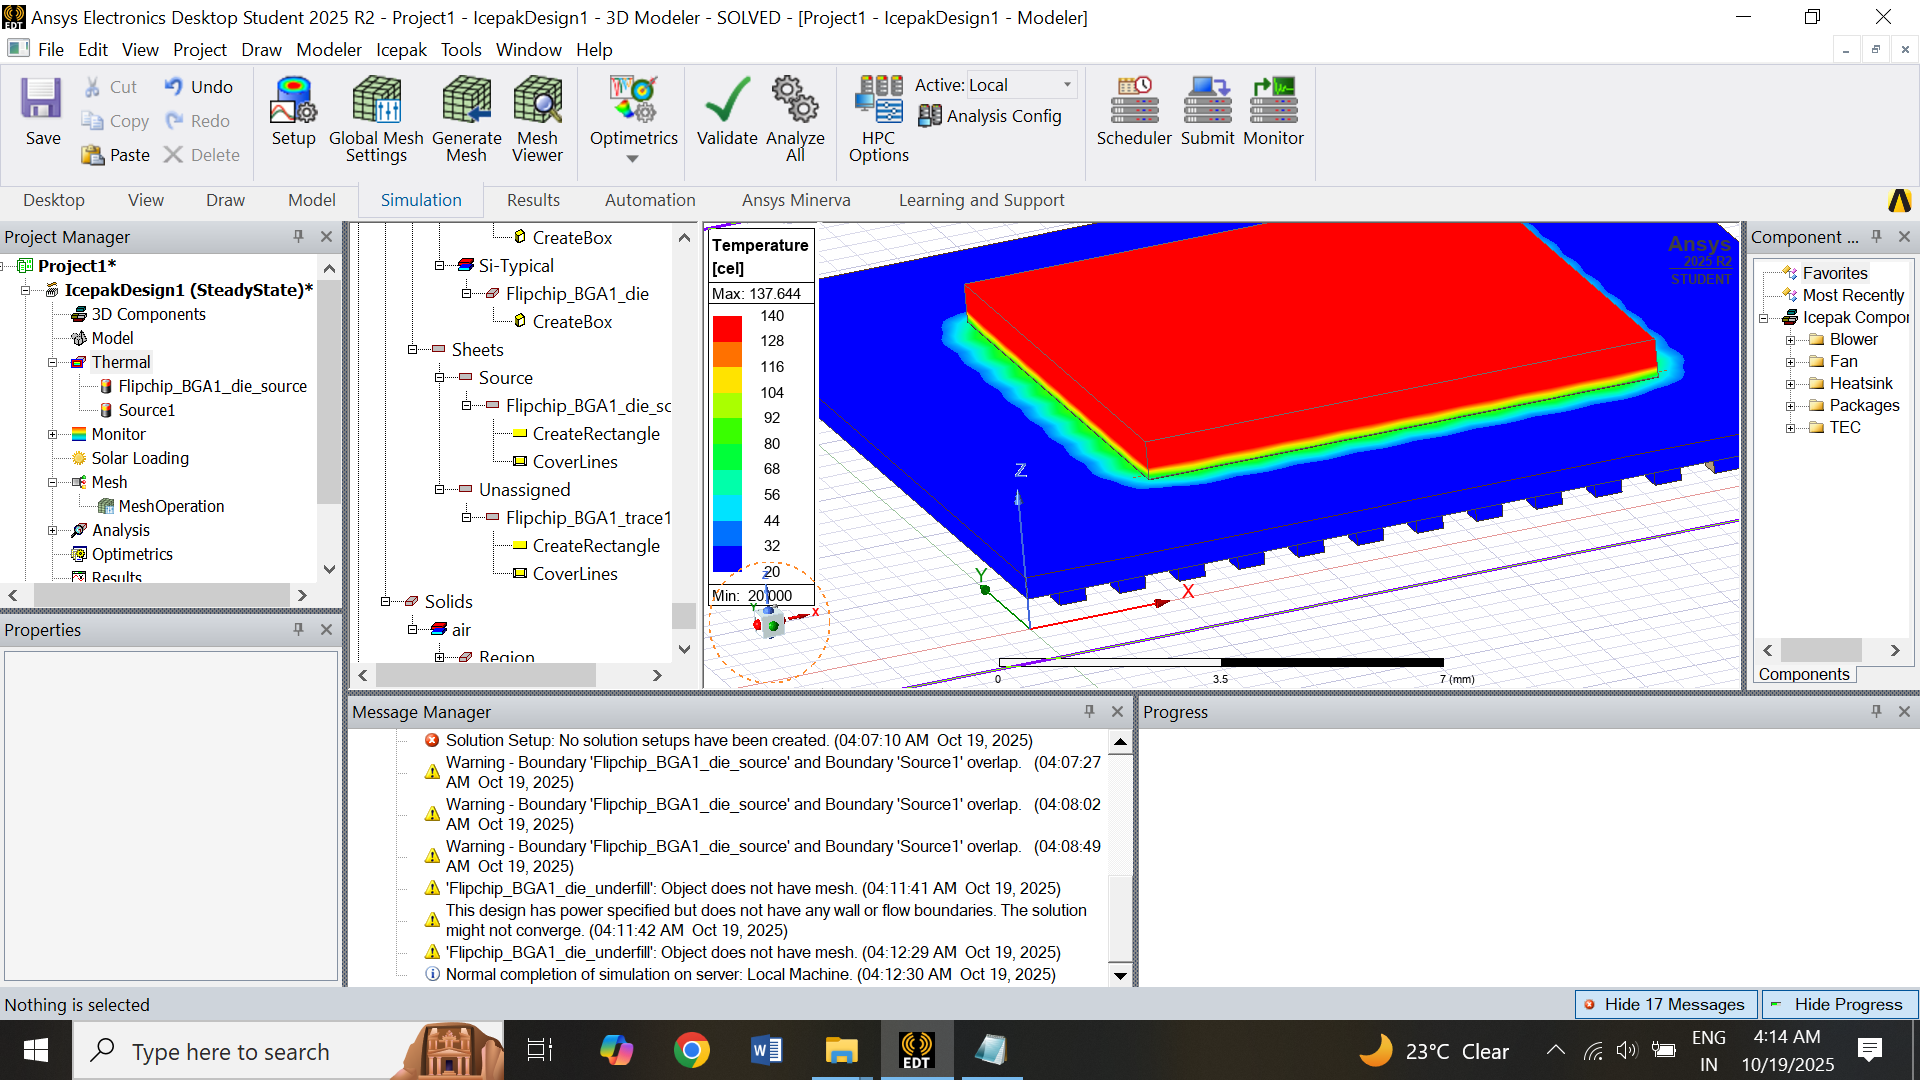 Ansys Electronics Desktop Student 2025 R2 - Project1 - IcepakDesign1 - 3D Modeler - SOLVED - [Project1 - IcepakDesign1 - Modeler]
File Edit View Project Draw Modeler Icepak Tools Window Help
Save
Cut
Copy
Paste
Undo
Redo
Delete
Setup
Global Mesh
Settings
Generate
Mesh
Mesh
Viewer
Optimetrics
Validate
Analyze
All
HPC
Options
Active: Local
Analysis Config
Scheduler
Submit
Monitor
Desktop View Draw Model Simulation Results Automation Ansys Minerva Learning and Support
Project Manager
Project1*
IcepakDesign1 (SteadyState)*
3D Components
Model
Thermal
Flipchip_BGA1_die_source
Source1
Monitor
Solar Loading
Mesh
MeshOperation
Analysis
Optimetrics
Results
Properties
CreateBox
Si-Typical
Flipchip_BGA1_die
CreateBox
Sheets
Source
Flipchip_BGA1_die_sc
CreateRectangle
CoverLines
Unassigned
Flipchip_BGA1_trace1
CreateRectangle
CoverLines
Solids
air
Region
Temperature
[cel]
Max: 137.644
140
128
116
104
92
80
68
56
44
32
20
Min: 20.000
Z
Y
X
Z
Y
X
0 3.5 7 (mm)
Ansys
2025 R2
STUDENT
Component ...
Favorites
Most Recently
Icepak Compor
Blower
Fan
Heatsink
Packages
TEC
Components
Message Manager
Solution Setup: No solution setups have been created. (04:07:10 AM Oct 19, 2025)
Warning - Boundary 'Flipchip_BGA1_die_source' and Boundary 'Source1' overlap. (04:07:27
AM Oct 19, 2025)
Warning - Boundary 'Flipchip_BGA1_die_source' and Boundary 'Source1' overlap. (04:08:02
AM Oct 19, 2025)
Warning - Boundary 'Flipchip_BGA1_die_source' and Boundary 'Source1' overlap. (04:08:49
AM Oct 19, 2025)
'Flipchip_BGA1_die_underfill': Object does not have mesh. (04:11:41 AM Oct 19, 2025)
This design has power specified but does not have any wall or flow boundaries. The solution
might not converge. (04:11:42 AM Oct 19, 2025)
'Flipchip_BGA1_die_underfill': Object does not have mesh. (04:12:29 AM Oct 19, 2025)
Normal completion of simulation on server: Local Machine. (04:12:30 AM Oct 19, 2025)
Progress
Nothing is selected
Hide 17 Messages
Hide Progress
Type here to search
EDT
23°C Clear
ENG
IN
4:14 AM
10/19/2025